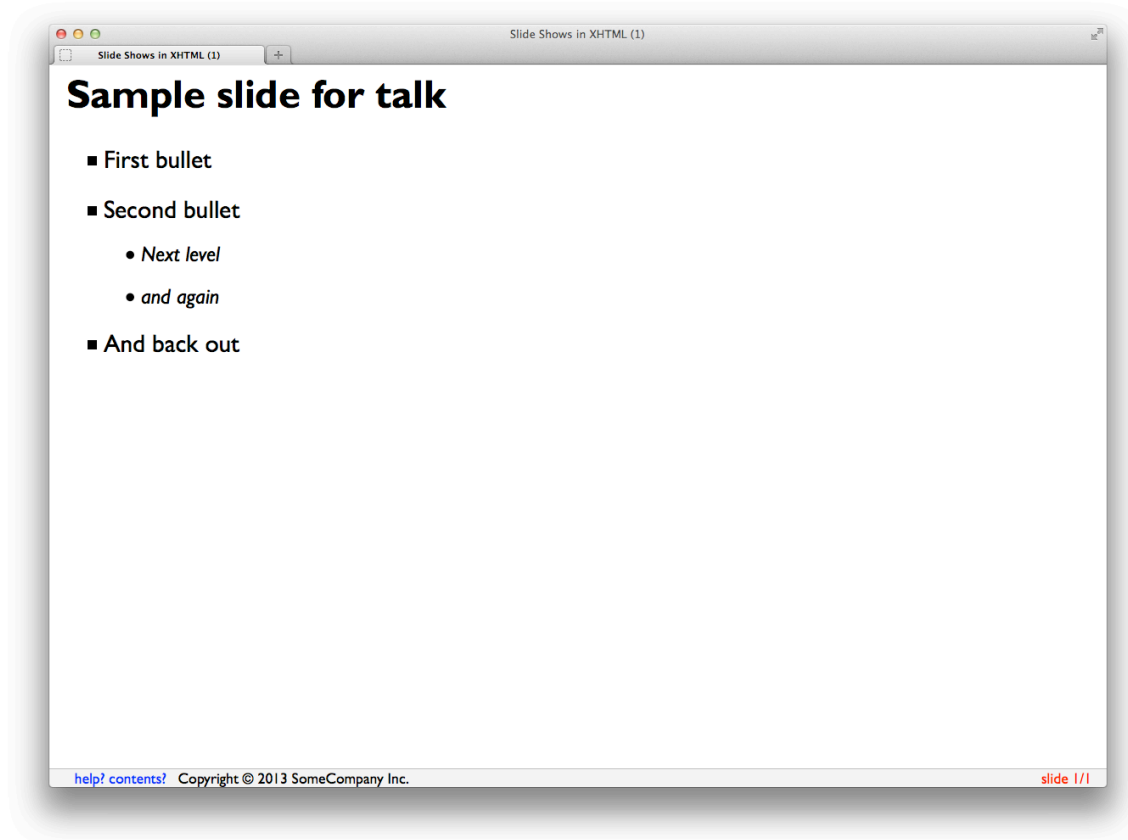 Slide Shows in XHTML (1)
Slide Shows in XHTML (1)
Sample slide for talk
First bullet
Second bullet
Next level
and again
And back out
help? contents? Copyright © 2013 SomeCompany Inc.
slide 1/1